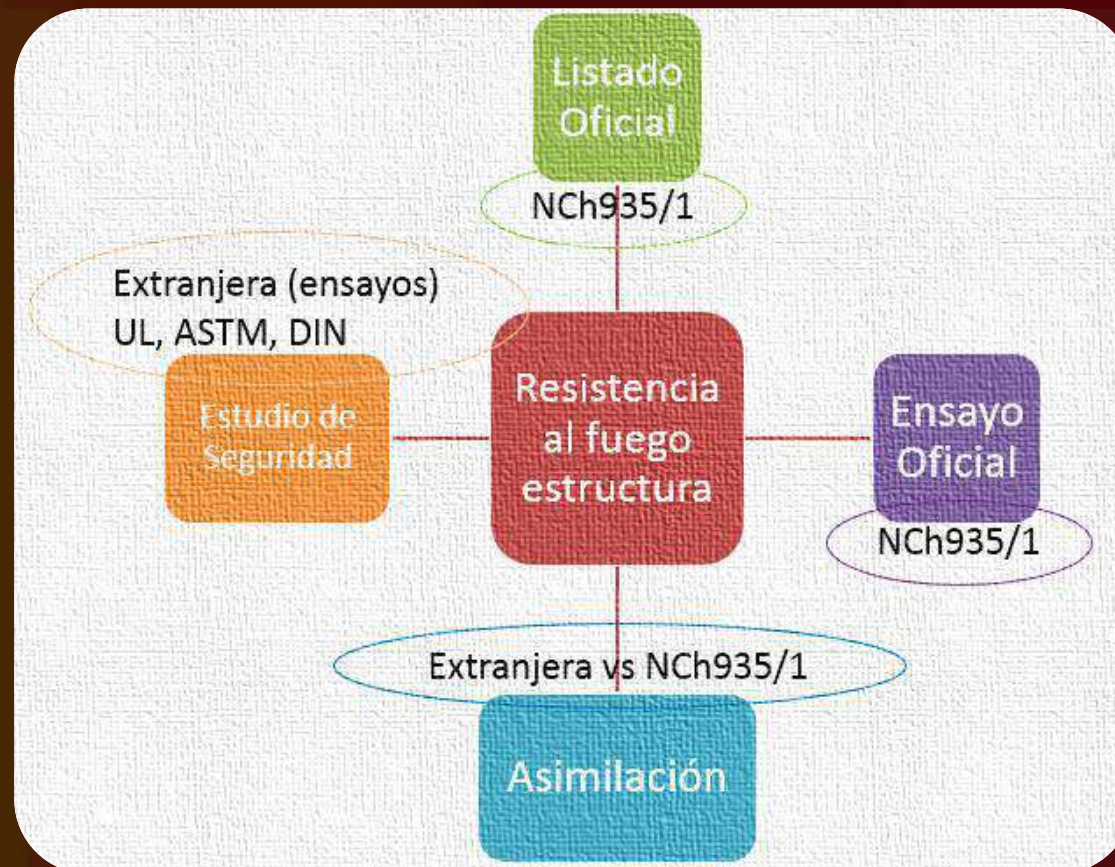 Listado
Oficial
NCh935/1
Extranjera (ensayos)
UL, ASTM, DIN
Estudio de
Seguridad
Resistencia
al fuego
estructura
Ensayo
Oficial
NCh935/1
Extranjera vs NCh935/1
Asimilación